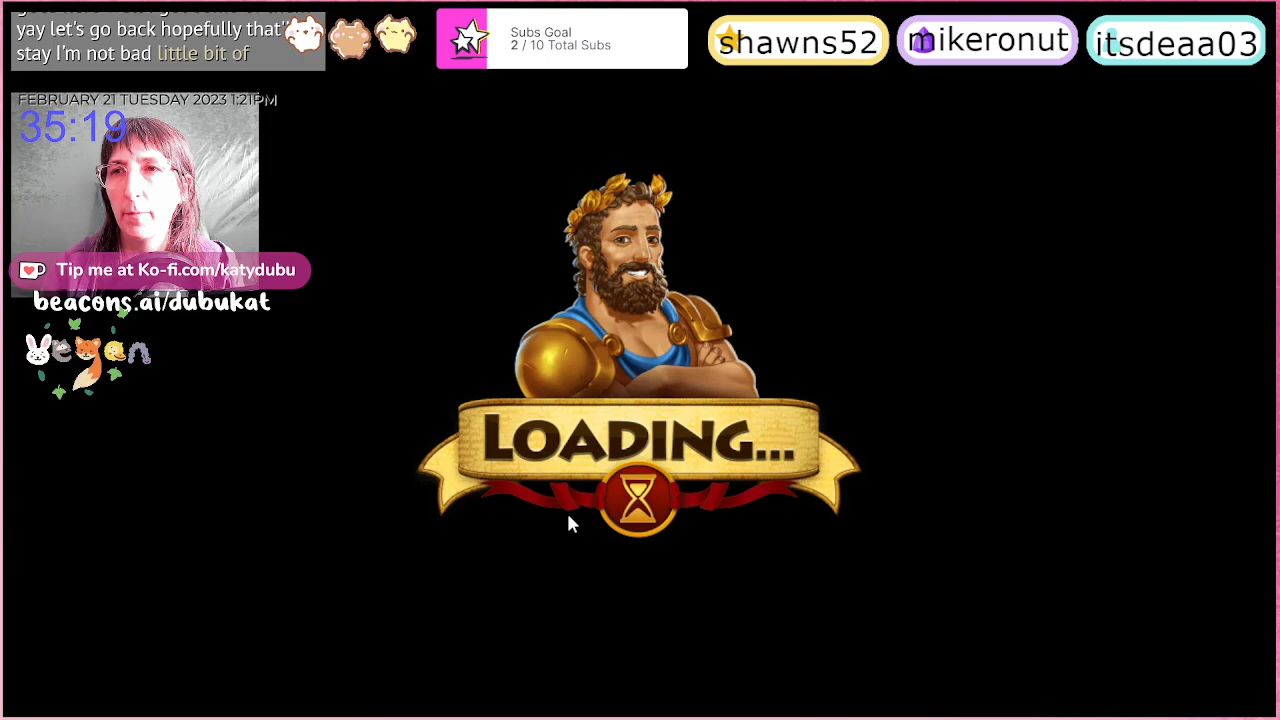 yay let's go back hopefully that's
stay I'm not bad little bit of
Subs Goal
2 / 10 Total Subs
shawns52
mikeronut
itsdeaa03
FEBRUARY 21 TUESDAY 2023 1:21PM
35:19
Tip me at Ko-fi.com/katydubu
beacons.ai/dubukat
LOADING...